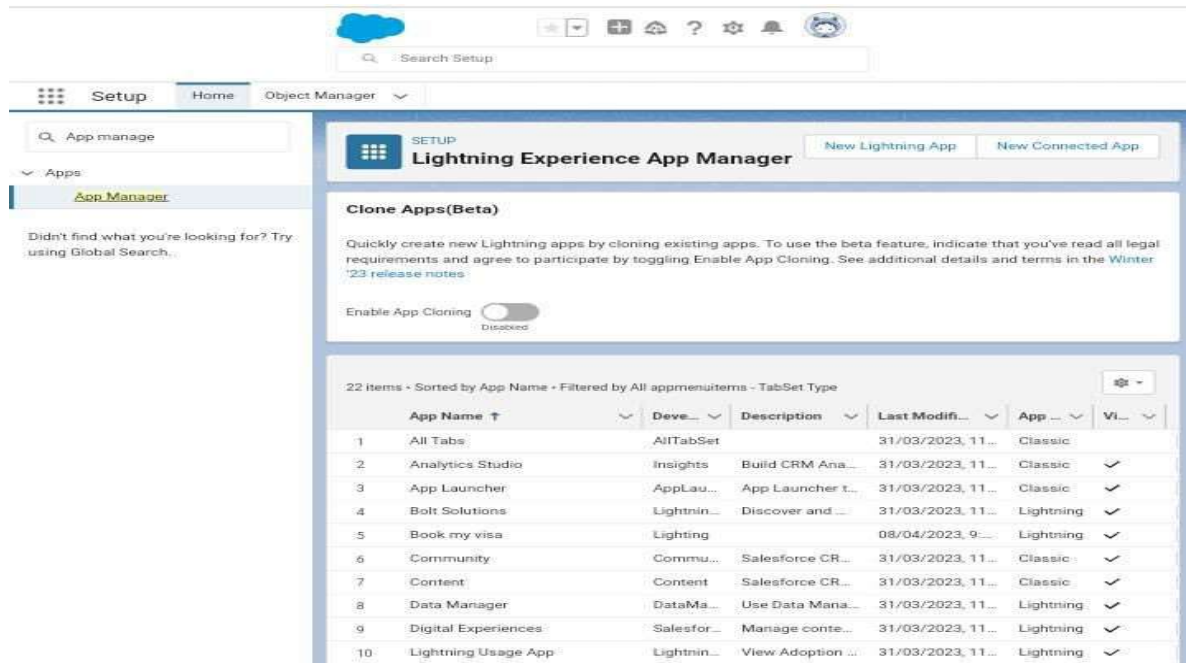 Search Setup
Setup Home Object Manager
App manage
Apps
App Manager
Didn't find what you're looking for? Try
using Global Search.
SETUP
Lightning Experience App Manager
New Lightning App New Connected App
Clone Apps(Beta)
Quickly create new Lightning apps by cloning existing apps. To use the beta feature, indicate that you've read all legal
requirements and agree to participate by toggling Enable App Cloning. See additional details and terms in the Winter
'23 release notes
Enable App Cloning
Disabled
22 items • Sorted by App Name • Filtered by All appmenuitems - TabSet Type
App Name ↑ Deve... Description Last Modifi... App ... Vi...
1 All Tabs AllTabSet 31/03/2023, 11... Classic
2 Analytics Studio Insights Build CRM Ana... 31/03/2023, 11... Classic ✓
3 App Launcher AppLau... App Launcher t... 31/03/2023, 11... Classic ✓
4 Bolt Solutions Lightnin... Discover and ... 31/03/2023, 11... Lightning ✓
5 Book my visa Lighting 08/04/2023, 9:... Lightning ✓
6 Community Commu... Salesforce CR... 31/03/2023, 11... Classic ✓
7 Content Content Salesforce CR... 31/03/2023, 11... Classic ✓
8 Data Manager DataMa... Use Data Mana... 31/03/2023, 11... Lightning ✓
9 Digital Experiences Salesfor... Manage conte... 31/03/2023, 11... Lightning ✓
10 Lightning Usage App Lightnin... View Adoption ... 31/03/2023, 11... Lightning ✓